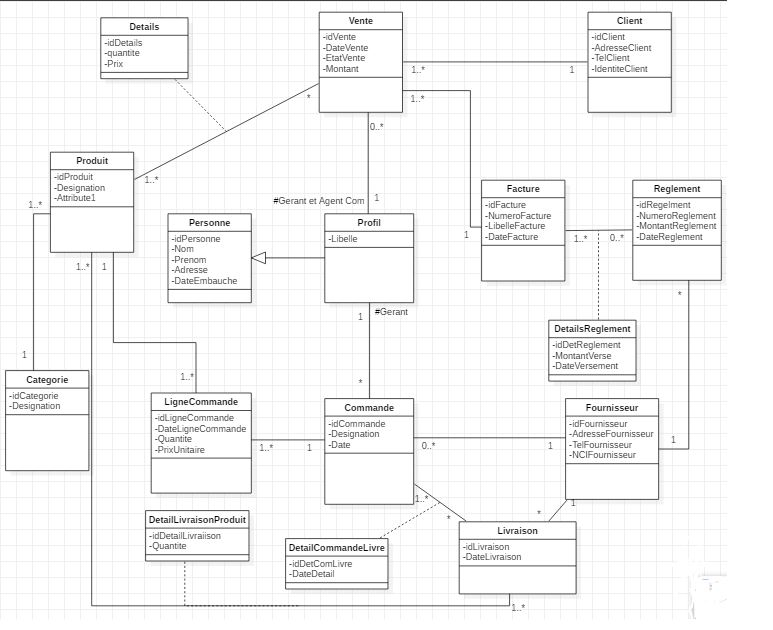 Details
-idDetails
-quantite
-Prix
Vente
-idVente
-DateVente
-EtatVente
-Montant
Client
-idClient
-AdresseClient
-TelClient
-IdentiteClient
1..*
1
1..*
*
0..*
1..*
Produit
-idProduit
-Designation
-Attribute1
1..*
#Gerant et Agent Com
1
Personne
-idPersonne
-Nom
-Prenom
-Adresse
-DateEmbauche
Profil
-Libelle
Facture
-idFacture
-NumeroFacture
-LibelleFacture
-DateFacture
1
1..*
0..*
Reglement
-idRegelment
-NumeroReglement
-MontantReglement
-DateReglement
1..*
1
*
1
#Gerant
DetailsReglement
-idDetReglement
-MontantVerse
-DateVersement
1
1..*
*
Categorie
-idCategorie
-Designation
LigneCommande
-idLigneCommande
-DateLigneCommande
-Quantite
-PrixUnitaire
1..*
1
Commande
-idCommande
-Designation
-Date
0..*
1
Fournisseur
-idFournisseur
-AdresseFournisseur
-TelFournisseur
-NCIFournisseur
1
1..*
*
*
1
DetailLivraisonProduit
-idDetailLivraiison
-Quantite
DetailCommandeLivre
-idDetComLivre
-DateDetail
Livraison
-idLivraison
-DateLivraison
1..*